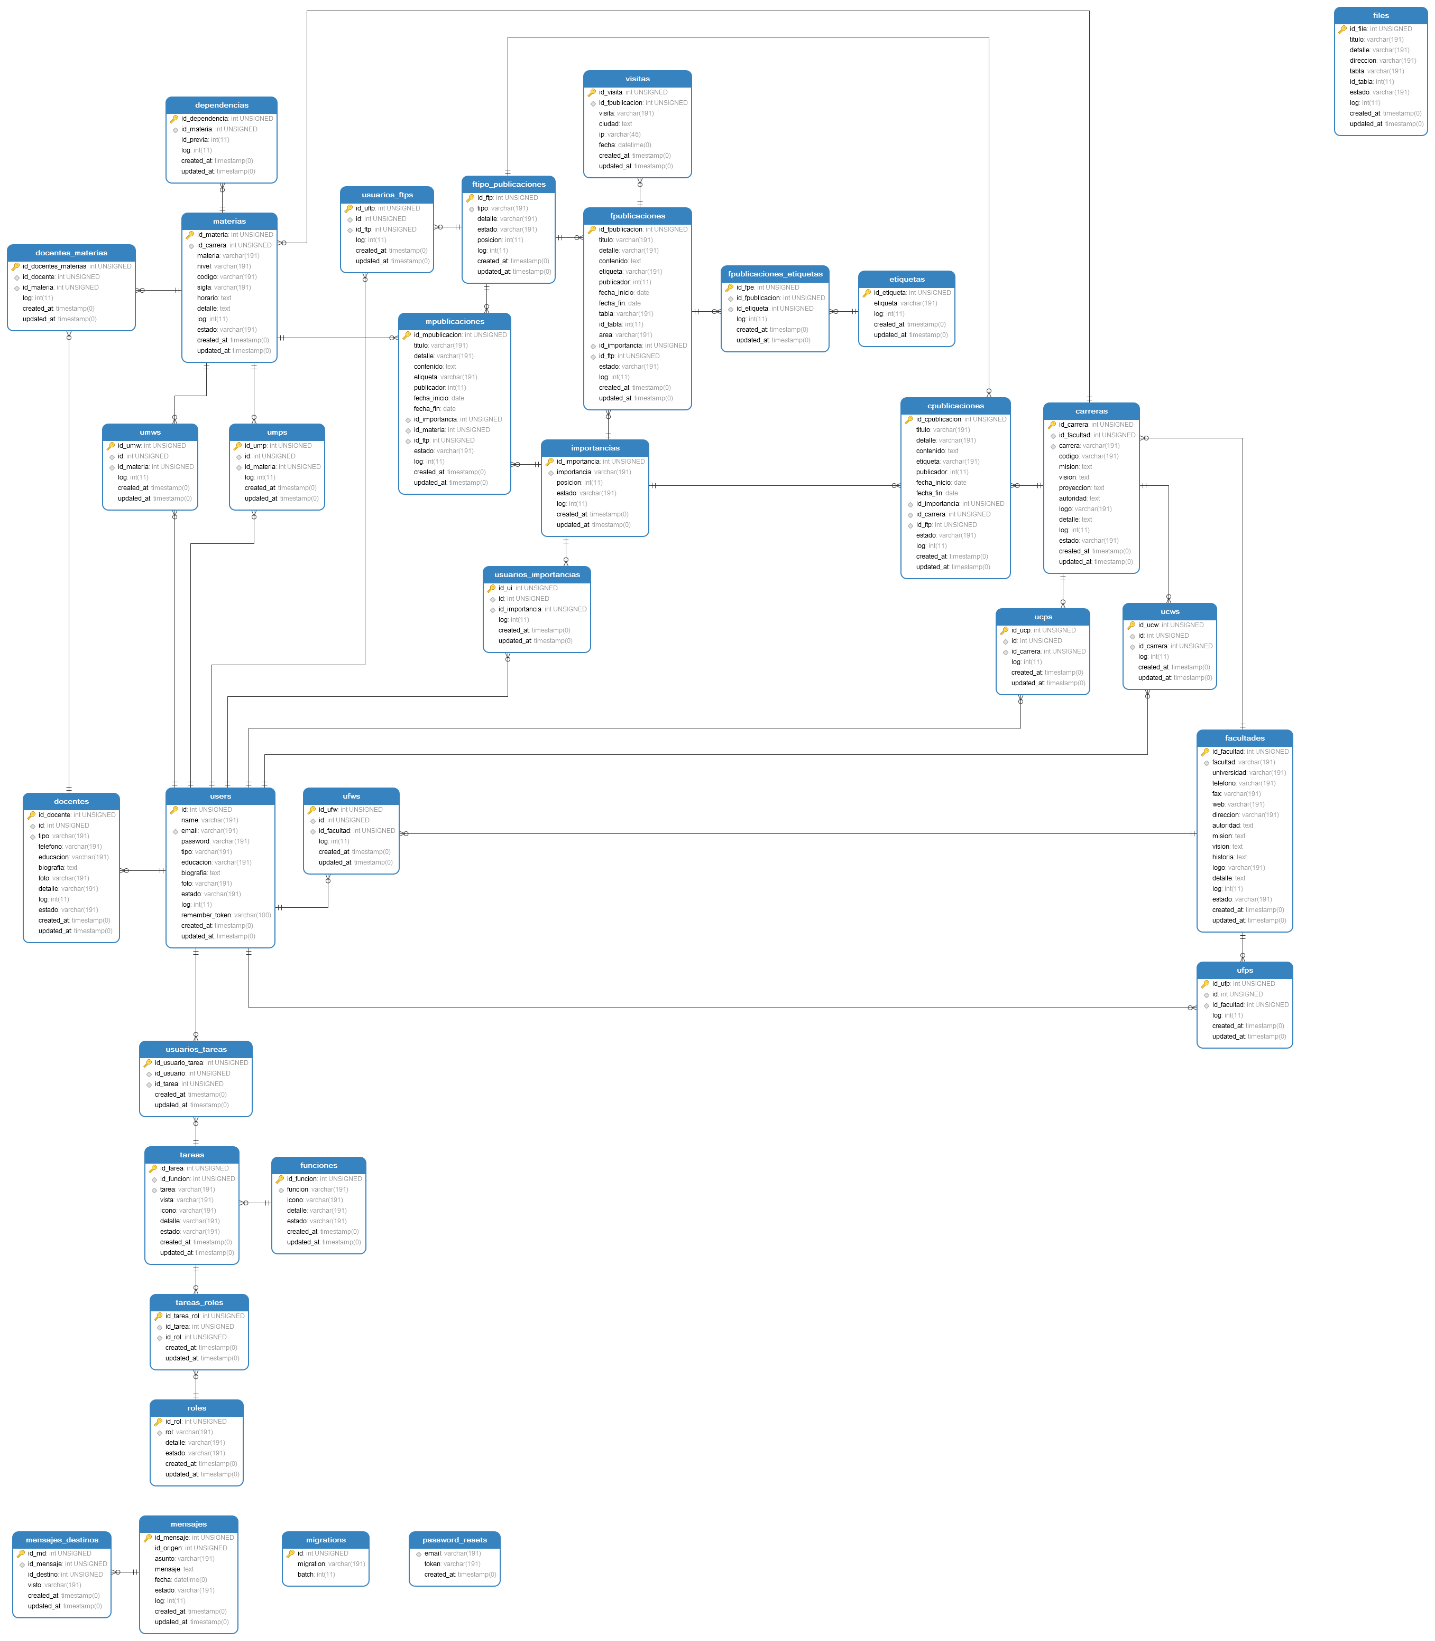 files
id_file: int UNSIGNED
titulo: varchar(191)
detalle: varchar(191)
direccion: varchar(191)
tabla: varchar(191)
id_tabla: int(11)
estado: varchar(191)
log: int(11)
created_at: timestamp(0)
updated_at: timestamp(0)
visitas
id_visita: int UNSIGNED
id_fpublicacion: int UNSIGNED
visita: varchar(191)
ciudad: text
ip: varchar(45)
fecha: datetime(0)
created_at: timestamp(0)
updated_at: timestamp(0)
dependencias
id_dependencia: int UNSIGNED
id_materia: int UNSIGNED
id_previa: int(11)
log: int(11)
created_at: timestamp(0)
updated_at: timestamp(0)
ftipo_publicaciones
id_ftp: int UNSIGNED
tipo: varchar(191)
detalle: varchar(191)
estado: varchar(191)
posicion: int(11)
log: int(11)
created_at: timestamp(0)
updated_at: timestamp(0)
usuarios_ftps
id_uftp: int UNSIGNED
id: int UNSIGNED
id_ftp: int UNSIGNED
log: int(11)
created_at: timestamp(0)
updated_at: timestamp(0)
fpublicaciones
id_fpublicacion: int UNSIGNED
titulo: varchar(191)
detalle: varchar(191)
contenido: text
etiqueta: varchar(191)
publicador: int(11)
fecha_inicio: date
fecha_fin: date
tabla: varchar(191)
id_tabla: int(11)
area: varchar(191)
id_importancia: int UNSIGNED
id_ftp: int UNSIGNED
estado: varchar(191)
log: int(11)
created_at: timestamp(0)
updated_at: timestamp(0)
materias
id_materia: int UNSIGNED
id_carrera: int UNSIGNED
materia: varchar(191)
nivel: varchar(191)
codigo: varchar(191)
sigla: varchar(191)
horario: text
detalle: text
log: int(11)
estado: varchar(191)
created_at: timestamp(0)
updated_at: timestamp(0)
docentes_materias
id_docentes_materias: int UNSIGNED
id_docente: int UNSIGNED
id_materia: int UNSIGNED
log: int(11)
created_at: timestamp(0)
updated_at: timestamp(0)
fpublicaciones_etiquetas
id_fpe: int UNSIGNED
id_fpublicacion: int UNSIGNED
id_etiqueta: int UNSIGNED
log: int(11)
created_at: timestamp(0)
updated_at: timestamp(0)
etiquetas
id_etiqueta: int UNSIGNED
etiqueta: varchar(191)
log: int(11)
created_at: timestamp(0)
updated_at: timestamp(0)
mpublicaciones
id_mpublicacion: int UNSIGNED
titulo: varchar(191)
detalle: varchar(191)
contenido: text
etiqueta: varchar(191)
publicador: int(11)
fecha_inicio: date
fecha_fin: date
id_importancia: int UNSIGNED
id_materia: int UNSIGNED
id_ftp: int UNSIGNED
estado: varchar(191)
log: int(11)
created_at: timestamp(0)
updated_at: timestamp(0)
cpublicaciones
id_cpublicacion: int UNSIGNED
titulo: varchar(191)
detalle: varchar(191)
contenido: text
etiqueta: varchar(191)
publicador: int(11)
fecha_inicio: date
fecha_fin: date
id_importancia: int UNSIGNED
id_carrera: int UNSIGNED
id_ftp: int UNSIGNED
estado: varchar(191)
log: int(11)
created_at: timestamp(0)
updated_at: timestamp(0)
carreras
id_carrera: int UNSIGNED
id_facultad: int UNSIGNED
carrera: varchar(191)
codigo: varchar(191)
mision: text
vision: text
proyeccion: text
autoridad: text
logo: varchar(191)
detalle: text
log: int(11)
estado: varchar(191)
created_at: timestamp(0)
updated_at: timestamp(0)
umws
id_umw: int UNSIGNED
id: int UNSIGNED
id_materia: int UNSIGNED
log: int(11)
created_at: timestamp(0)
updated_at: timestamp(0)
umps
id_ump: int UNSIGNED
id: int UNSIGNED
id_materia: int UNSIGNED
log: int(11)
created_at: timestamp(0)
updated_at: timestamp(0)
importancias
id_importancia: int UNSIGNED
importancia: varchar(191)
posicion: int(11)
estado: varchar(191)
log: int(11)
created_at: timestamp(0)
updated_at: timestamp(0)
usuarios_importancias
id_ui: int UNSIGNED
id: int UNSIGNED
id_importancia: int UNSIGNED
log: int(11)
created_at: timestamp(0)
updated_at: timestamp(0)
ucps
id_ucp: int UNSIGNED
id: int UNSIGNED
id_carrera: int UNSIGNED
log: int(11)
created_at: timestamp(0)
updated_at: timestamp(0)
ucws
id_ucw: int UNSIGNED
id: int UNSIGNED
id_carrera: int UNSIGNED
log: int(11)
created_at: timestamp(0)
updated_at: timestamp(0)
facultades
id_facultad: int UNSIGNED
facultad: varchar(191)
universidad: varchar(191)
telefono: varchar(191)
fax: varchar(191)
web: varchar(191)
direccion: varchar(191)
autoridad: text
mision: text
vision: text
historia: text
logo: varchar(191)
detalle: text
log: int(11)
estado: varchar(191)
created_at: timestamp(0)
updated_at: timestamp(0)
docentes
id_docente: int UNSIGNED
id: int UNSIGNED
tipo: varchar(191)
telefono: varchar(191)
educacion: varchar(191)
biografia: text
foto: varchar(191)
detalle: varchar(191)
log: int(11)
estado: varchar(191)
created_at: timestamp(0)
updated_at: timestamp(0)
users
id: int UNSIGNED
name: varchar(191)
email: varchar(191)
password: varchar(191)
tipo: varchar(191)
educacion: varchar(191)
biografia: text
foto: varchar(191)
estado: varchar(191)
log: int(11)
remember_token: varchar(100)
created_at: timestamp(0)
updated_at: timestamp(0)
ufws
id_ufw: int UNSIGNED
id: int UNSIGNED
id_facultad: int UNSIGNED
log: int(11)
created_at: timestamp(0)
updated_at: timestamp(0)
ufps
id_ufp: int UNSIGNED
id: int UNSIGNED
id_facultad: int UNSIGNED
log: int(11)
created_at: timestamp(0)
updated_at: timestamp(0)
usuarios_tareas
id_usuario_tarea: int UNSIGNED
id_usuario: int UNSIGNED
id_tarea: int UNSIGNED
created_at: timestamp(0)
updated_at: timestamp(0)
tareas
id_tarea: int UNSIGNED
id_funcion: int UNSIGNED
tarea: varchar(191)
vista: varchar(191)
icono: varchar(191)
detalle: varchar(191)
estado: varchar(191)
created_at: timestamp(0)
updated_at: timestamp(0)
funciones
id_funcion: int UNSIGNED
funcion: varchar(191)
icono: varchar(191)
detalle: varchar(191)
estado: varchar(191)
created_at: timestamp(0)
updated_at: timestamp(0)
tareas_roles
id_tarea_rol: int UNSIGNED
id_tarea: int UNSIGNED
id_rol: int UNSIGNED
created_at: timestamp(0)
updated_at: timestamp(0)
roles
id_rol: int UNSIGNED
rol: varchar(191)
detalle: varchar(191)
estado: varchar(191)
created_at: timestamp(0)
updated_at: timestamp(0)
mensajes_destinos
id_md: int UNSIGNED
id_mensaje: int UNSIGNED
id_destino: int UNSIGNED
visto: varchar(191)
created_at: timestamp(0)
updated_at: timestamp(0)
mensajes
id_mensaje: int UNSIGNED
id_origen: int UNSIGNED
asunto: varchar(191)
mensaje: text
fecha: datetime(0)
estado: varchar(191)
log: int(11)
created_at: timestamp(0)
updated_at: timestamp(0)
migrations
id: int UNSIGNED
migration: varchar(191)
batch: int(11)
password_resets
email: varchar(191)
token: varchar(191)
created_at: timestamp(0)